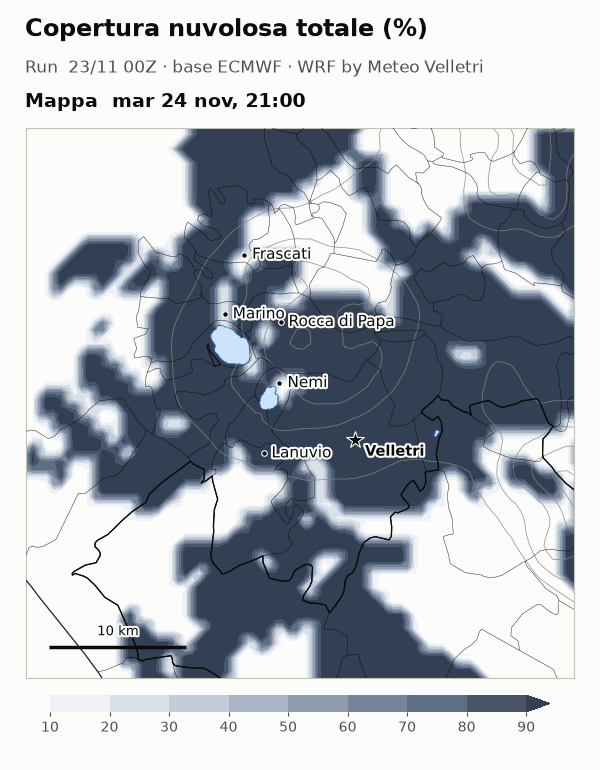 Copertura nuvolosa totale (%)
Run  23/11 00Z · base ECMWF · WRF by Meteo Velletri
Mappa  mar 24 nov, 21:00
Frascati
Marino
Rocca di Papa
Nemi
Velletri
Lanuvio
10 km
10 20 30 40 50 60 70 80 90